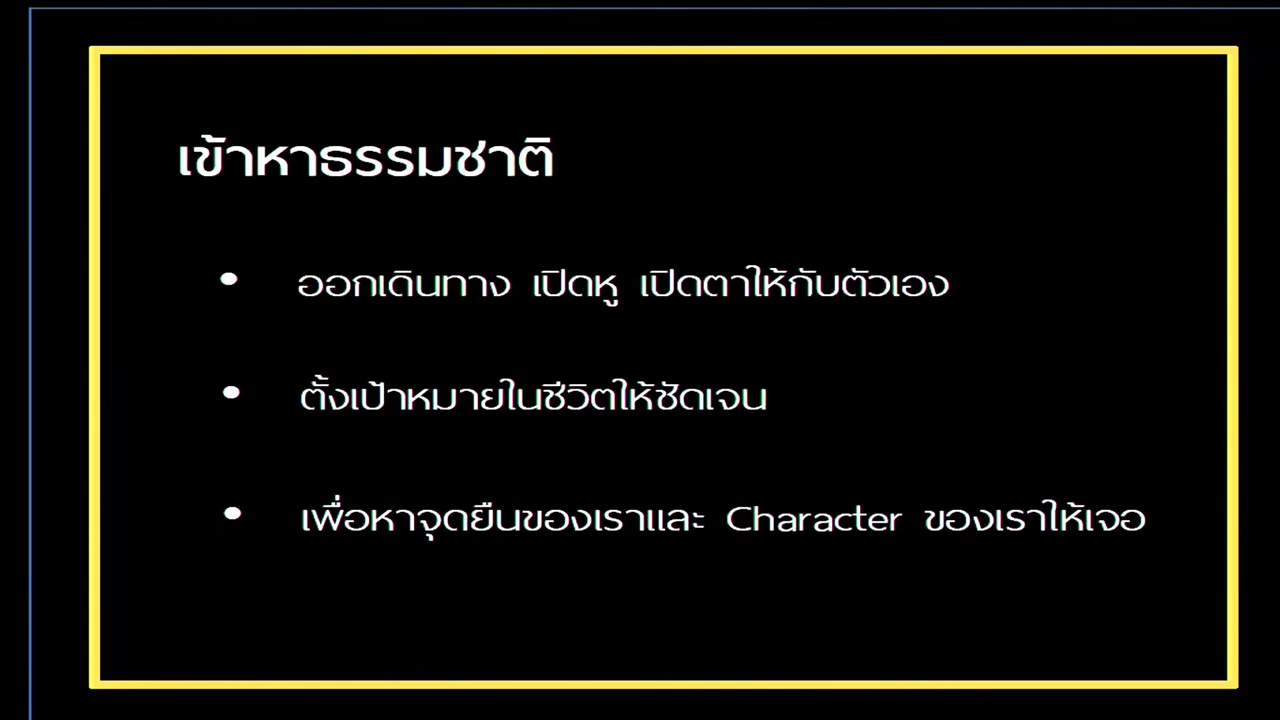 เข้าหาธรรมชาติ
• ออกเดินทาง เปิดหู เปิดตาให้กับตัวเอง
• ตั้งเป้าหมายในชีวิตให้ชัดเจน
• เพื่อหาจุดยืนของเราและ Character ของเราให้เจอ